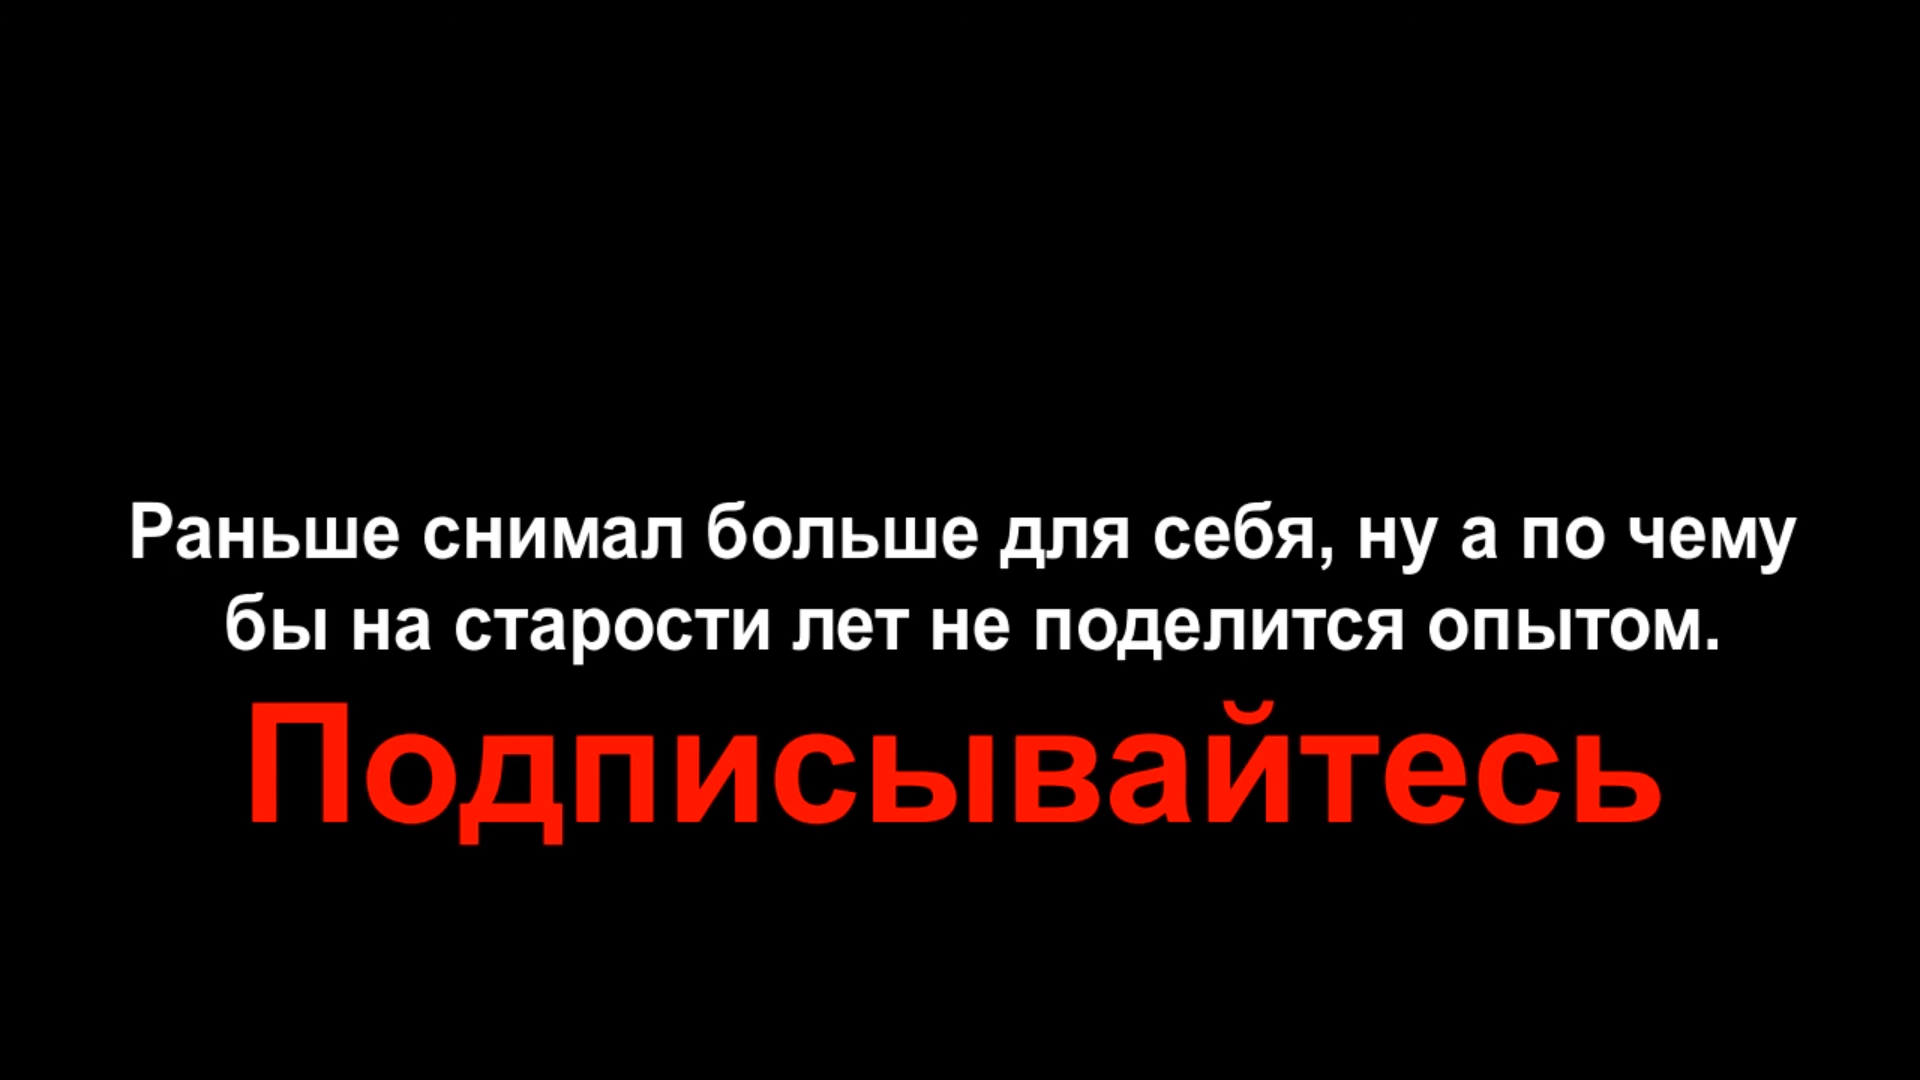 Раньше снимал больше для себя, ну а по чему
бы на старости лет не поделится опытом.
Подписывайтесь